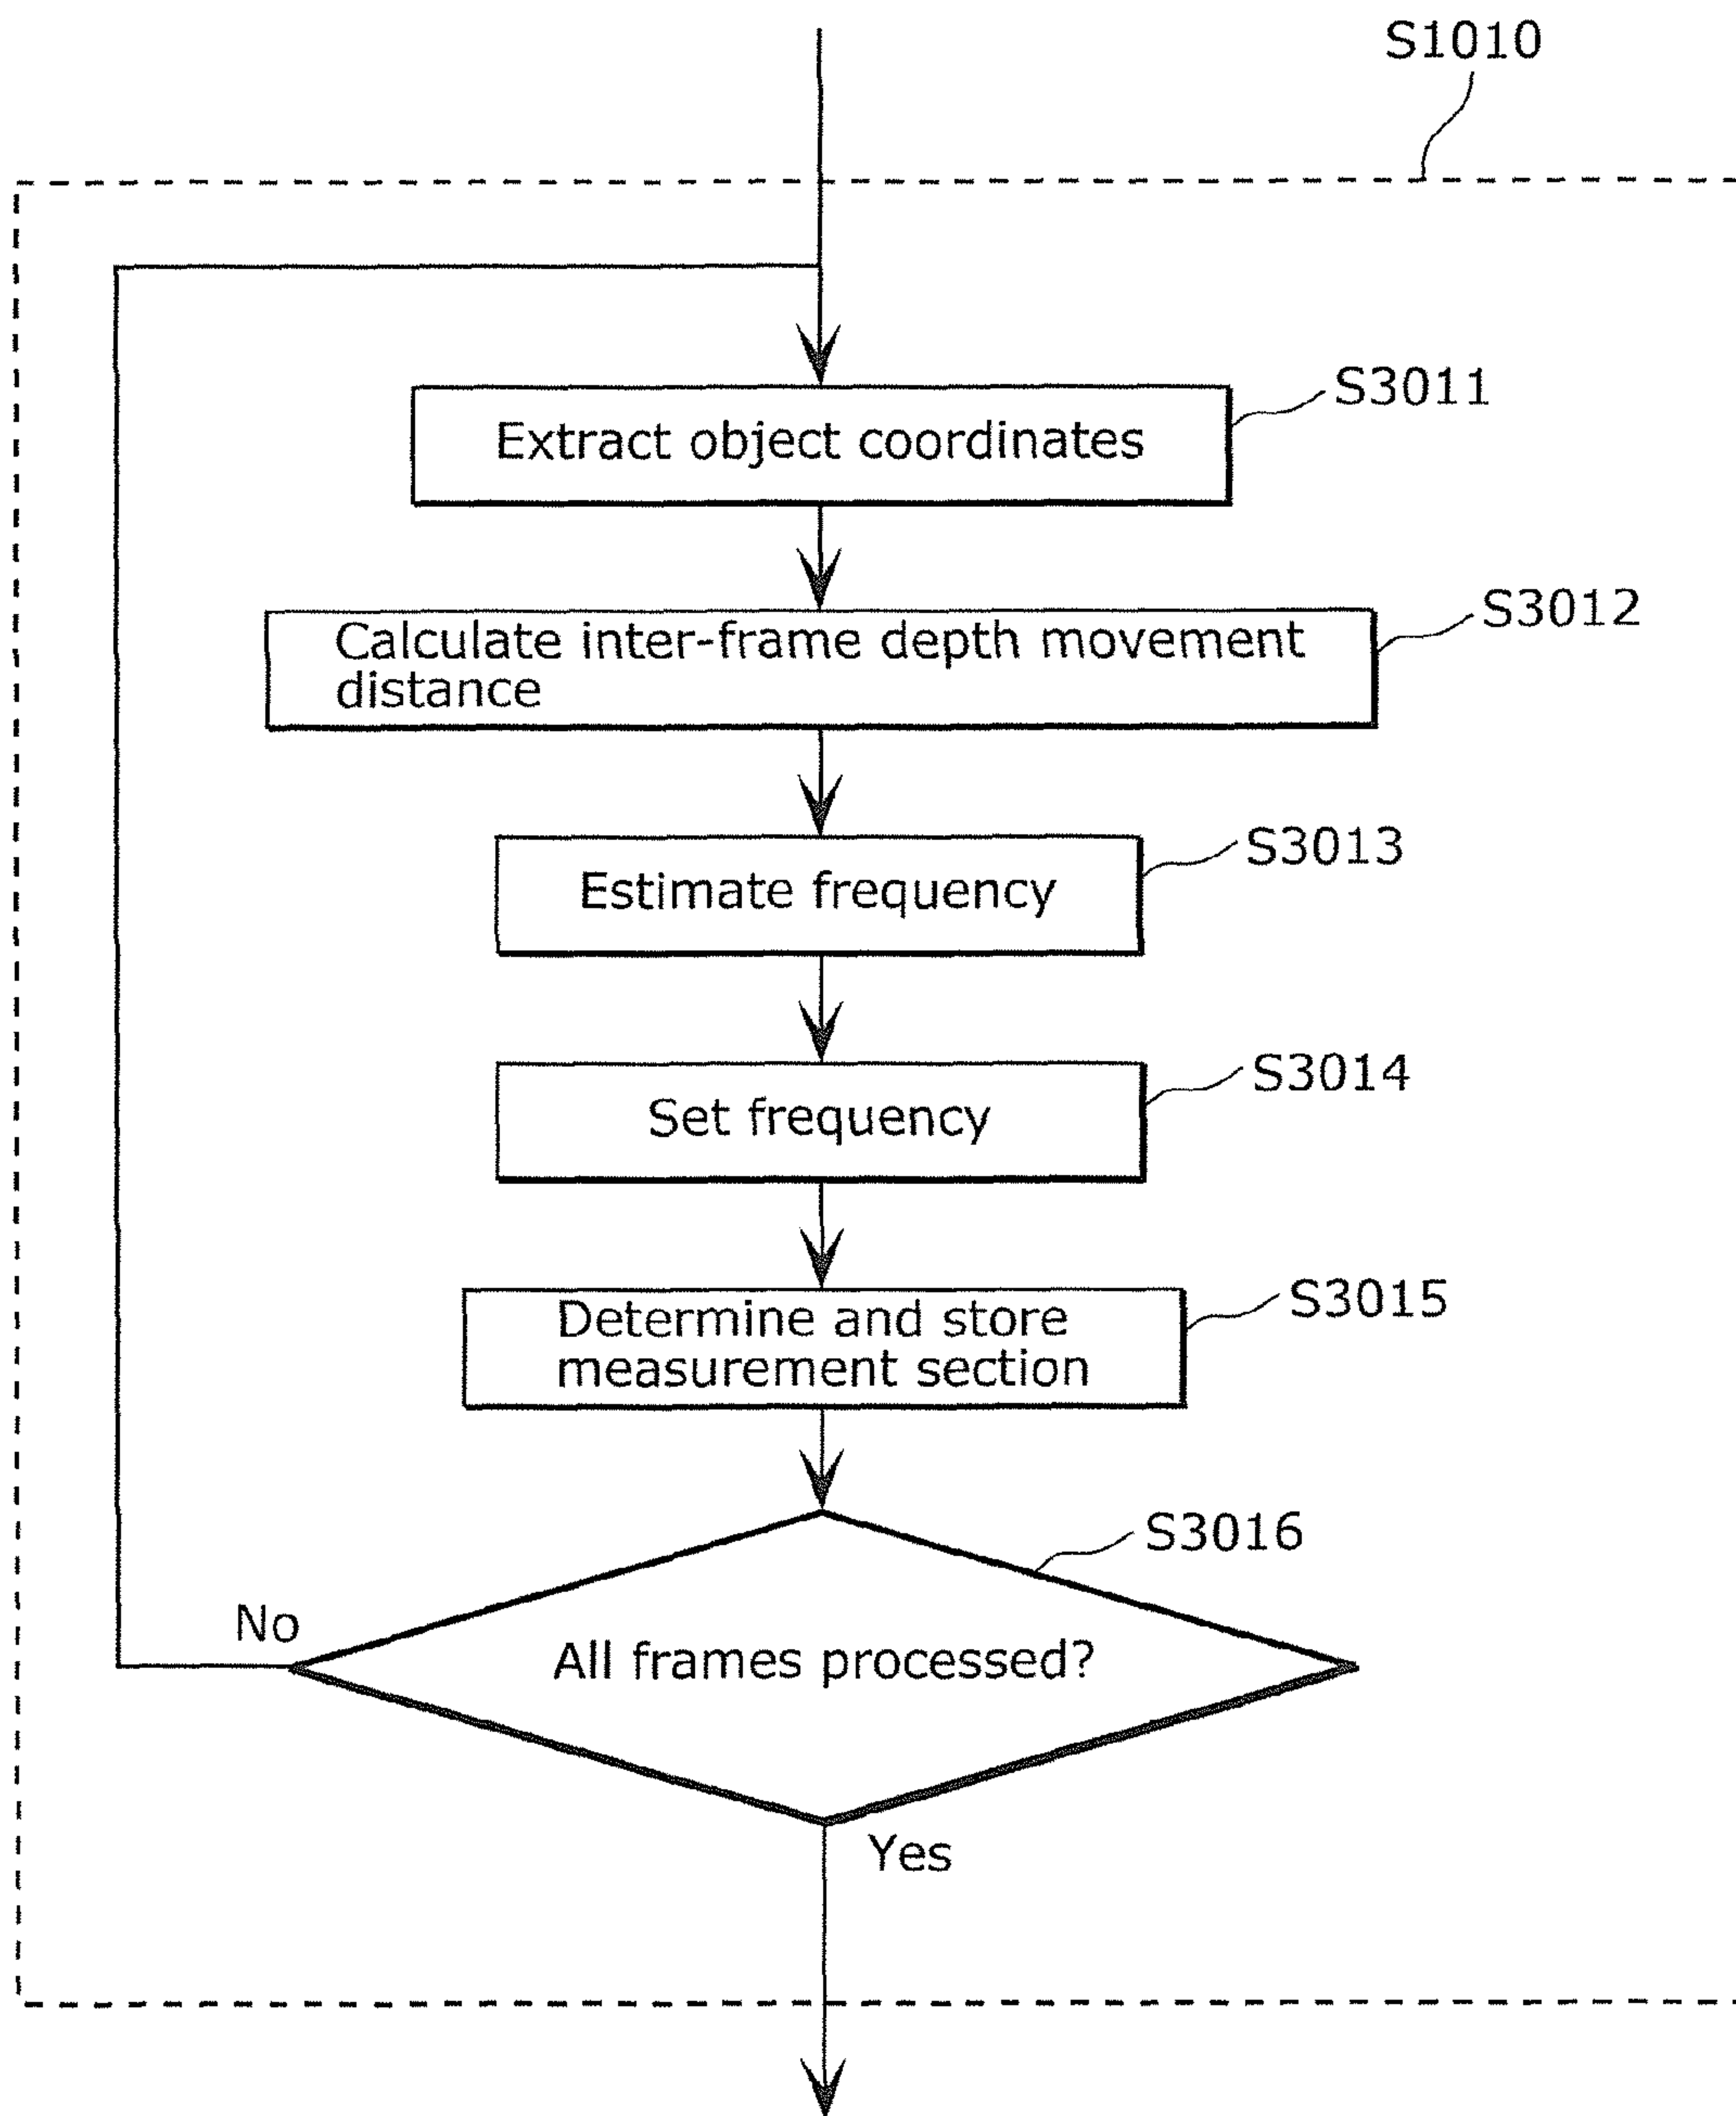 S1010
S3011
Extract object coordinates
S3012
Calculate inter-frame depth movement
distance
S3013
Estimate frequency
S3014
Set frequency
S3015
Determine and store
measurement section
S3016
No
All frames processed?
Yes